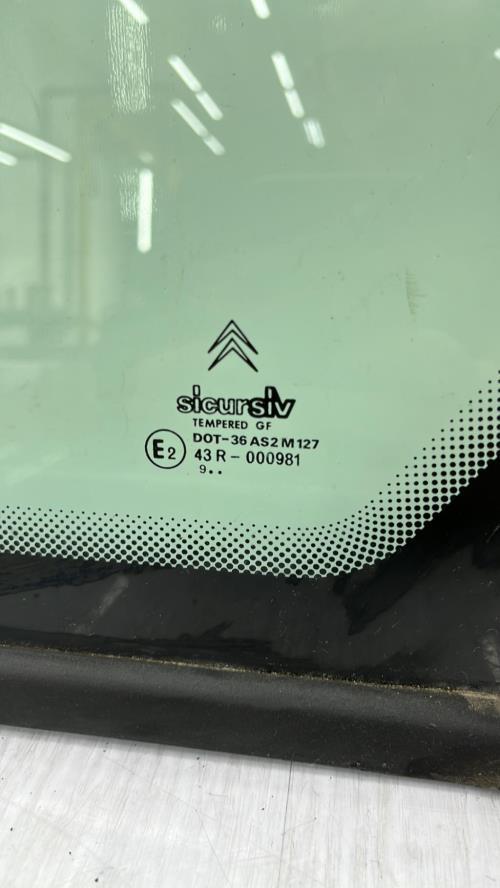 sicursiv
TEMPERED GF
DOT-36 AS2 M127
E2
43 R - 000981
9..